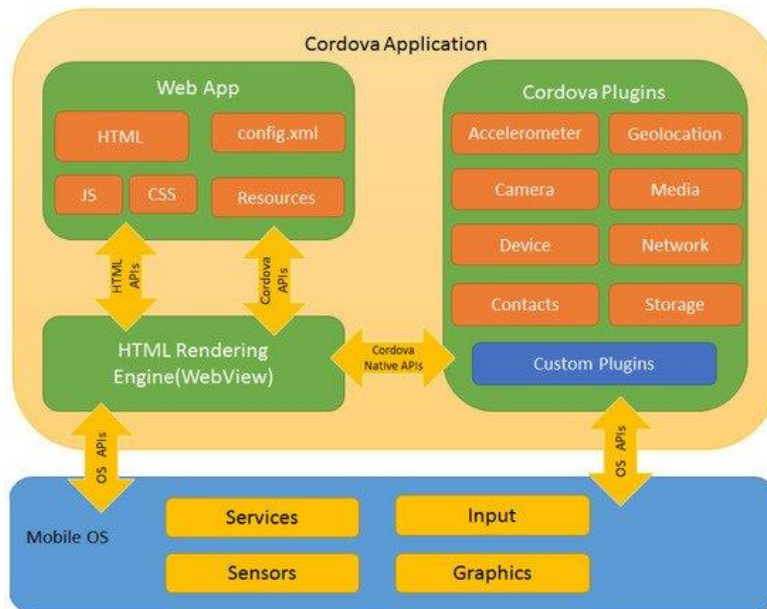 Cordova Application
Web App
HTML
config.xml
JS
CSS
Resources
Cordova Plugins
Accelerometer
Geolocation
Camera
Media
Device
Network
Contacts
Storage
Custom Plugins
HTML
APIs
Cordova
APIs
HTML Rendering
Engine(WebView)
Cordova
Native APIs
OS APIs
OS APIs
Mobile OS
Services
Input
Sensors
Graphics